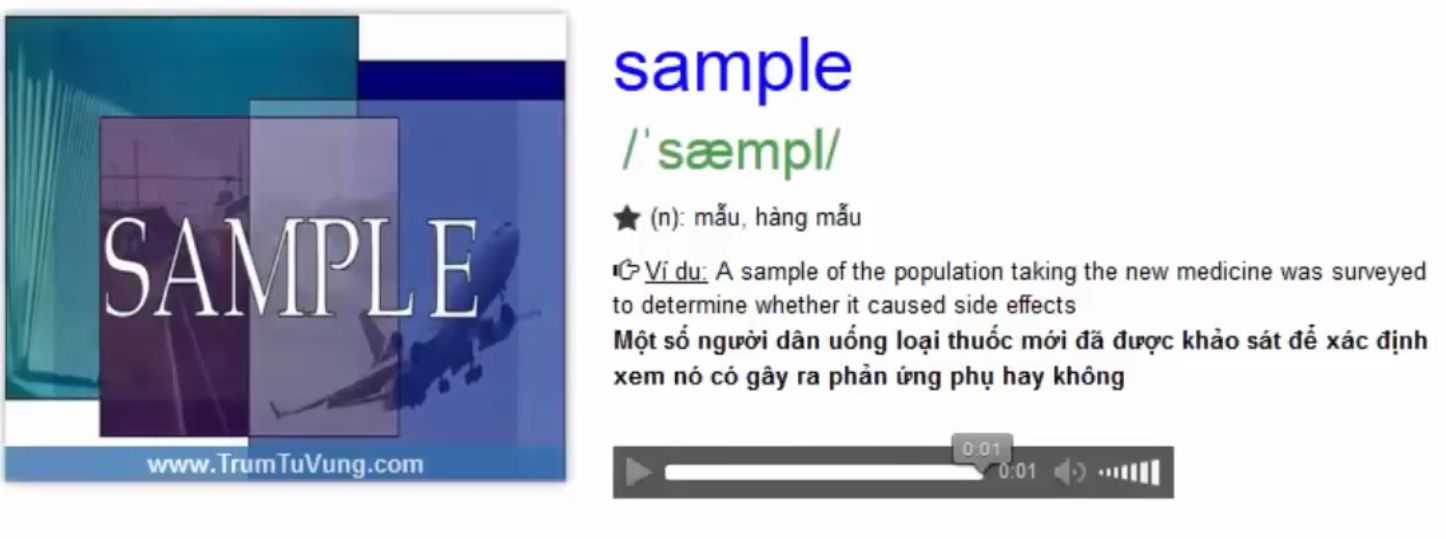 SAMPLE
www.TrumTuVung.com
sample
/ˈsæmpl/
★ (n): mẫu, hàng mẫu
Ví du: A sample of the population taking the new medicine was surveyed
to determine whether it caused side effects
Một số người dân uống loại thuốc mới đã được khảo sát để xác định
xem nó có gây ra phản ứng phụ hay không
0:01
0:01